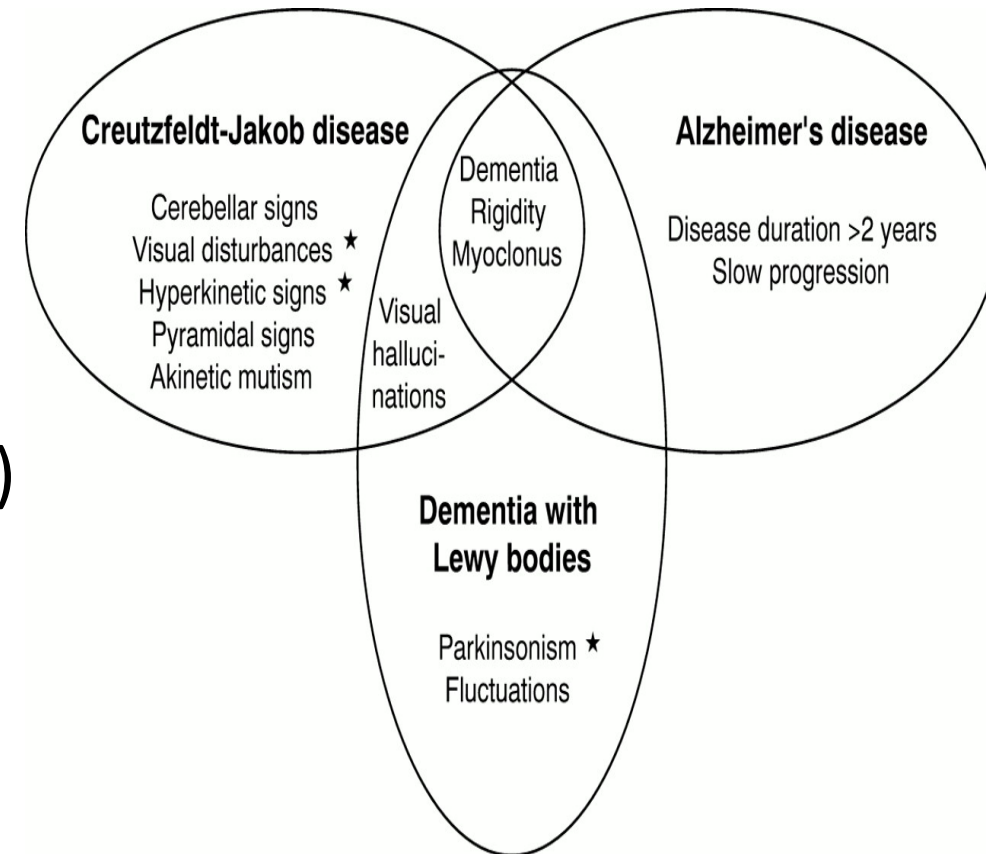 Creutzfeldt-Jakob disease
Cerebellar signs
Visual disturbances ★
Hyperkinetic signs ★
Pyramidal signs
Akinetic mutism
Visual
halluci-
nations
Dementia
Rigidity
Myoclonus
Alzheimer's disease
Disease duration >2 years
Slow progression
)
Dementia with
Lewy bodies
Parkinsonism ★
Fluctuations